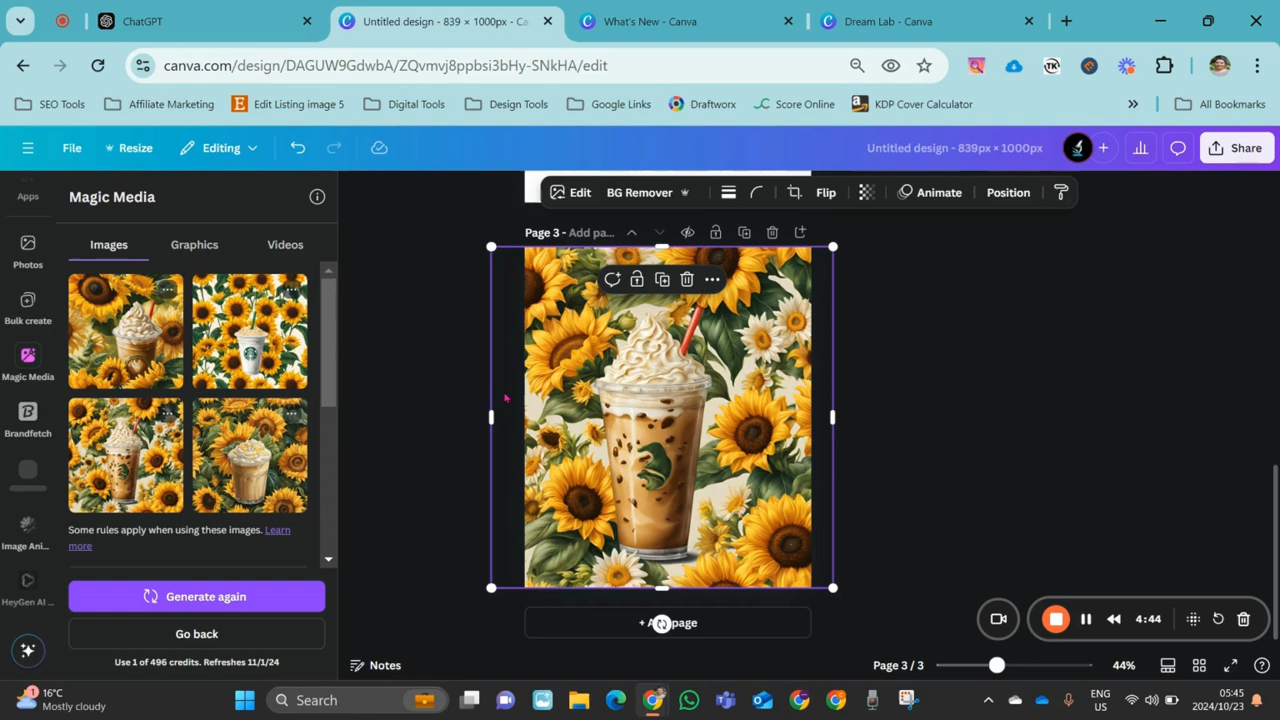 ChatGPT
Untitled design - 839 × 1000px - Ca
What's New - Canva
Dream Lab - Canva
canva.com/design/DAGUW9GdwbA/ZQvmvj8ppbsi3bHy-SNkHA/edit
SEO Tools
Affiliate Marketing
Edit Listing image 5
Digital Tools
Design Tools
Google Links
Draftworx
Score Online
KDP Cover Calculator
All Bookmarks
File
Resize
Editing
Untitled design - 839px × 1000px
Share
Apps
Photos
Bulk create
Magic Media
Brandfetch
Image Ani...
HeyGen AI ...
Magic Media
Images
Graphics
Videos
Some rules apply when using these images. Learn
more
Generate again
Go back
Use 1 of 496 credits. Refreshes 11/1/24
Edit
BG Remover
Flip
Animate
Position
Page 3 - Add pa...
4:44
Notes
Page 3 / 3
44%
1
16°C
Mostly cloudy
Search
ENG
US
05:45
2024/10/23